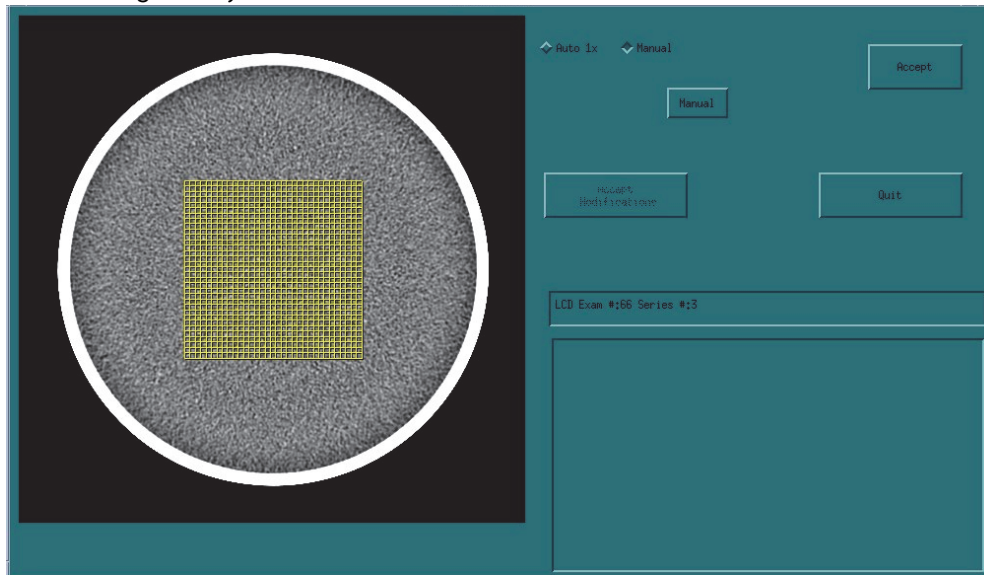 Auto 1x
Manual
Accept
Manual
Accept
Modifications
Quit
LCD Exam #:66 Series #:3